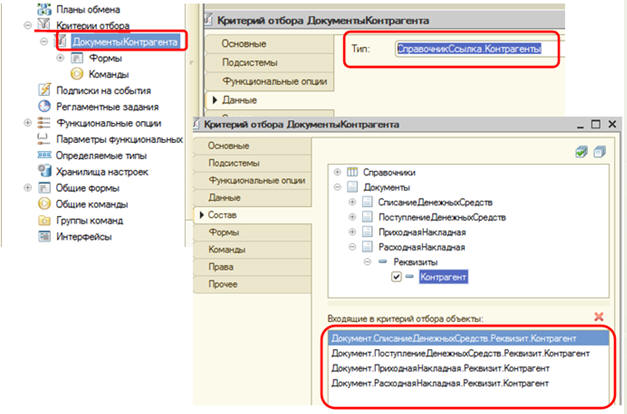 Планы обмена
Критерии отбора
ДокументыКонтрагента
Формы
Команды
Подписки на события
Регламентные задания
Функциональные опции
Параметры функциональных
Определяемые типы
Хранилища настроек
Общие формы
Общие команды
Группы команд
Интерфейсы
Критерий отбора ДокументыКонтрагента
Основные
Подсистемы
Функциональные опции
Данные
Тип:
СправочникСсылка.Контрагенты
Критерий отбора ДокументыКонтрагента
Основные
Подсистемы
Функциональные опции
Данные
Состав
Формы
Команды
Права
Прочее
Справочники
Документы
СписаниеДенежныхСредств
ПоступлениеДенежныхСредств
ПриходнаяНакладная
РасходнаяНакладная
Реквизиты
Контрагент
Входящие в критерий отбора объекты:
Документ.СписаниеДенежныхСредств.Реквизит.Контрагент
Документ.ПоступлениеДенежныхСредств.Реквизит.Контрагент
Документ.ПриходнаяНакладная.Реквизит.Контрагент
Документ.РасходнаяНакладная.Реквизит.Контрагент